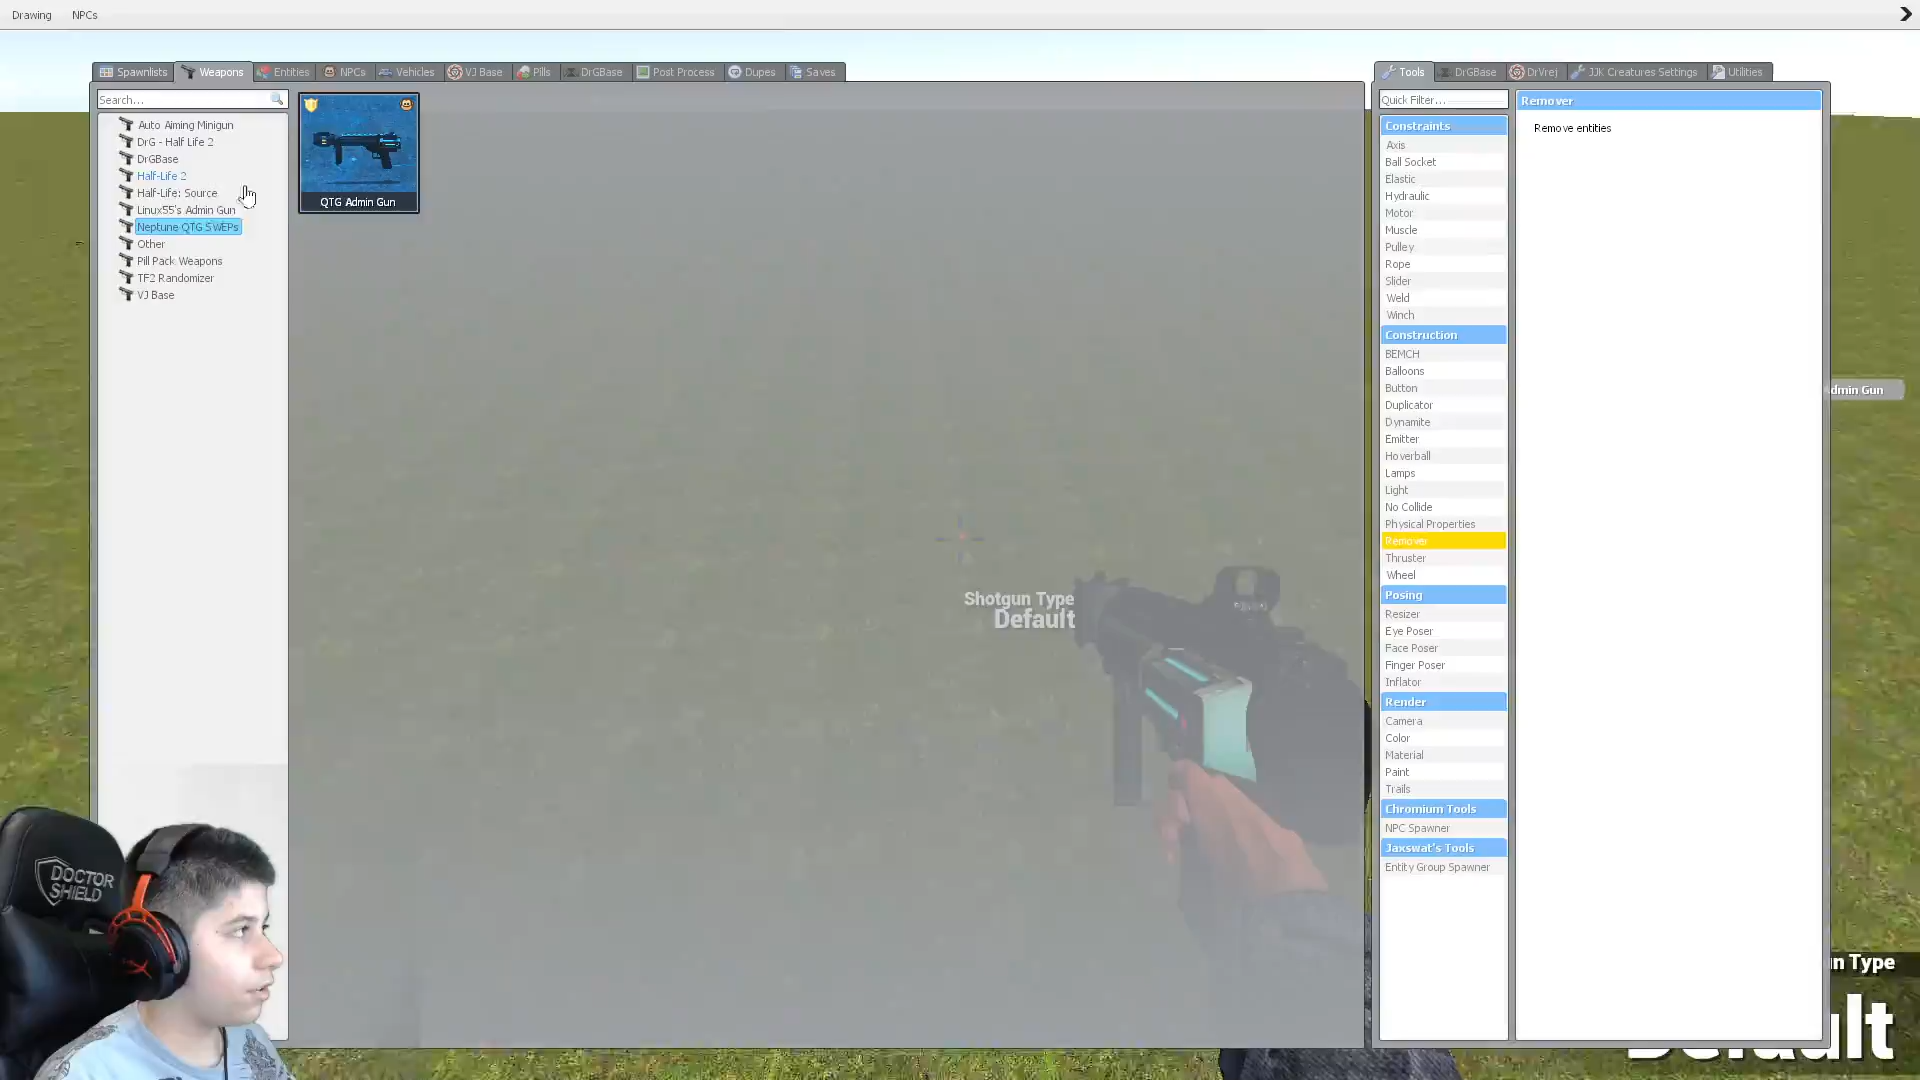 Drawing NPCs
Spawnlists Weapons Entities NPCs Vehicles VJ Base Pills DrGBase Post Process Dupes Saves
Tools DrGBase DrVrej JJK Creatures Settings Utilities
Search...
Auto Aiming Minigun
DrG - Half Life 2
DrGBase
Half-Life 2
Half-Life: Source
Linux55's Admin Gun
Neptune QTG SWEPs
Other
Pill Pack Weapons
TF2 Randomizer
VJ Base
QTG Admin Gun
Shotgun Type
Default
Quick Filter...
Constraints
Axis
Ball Socket
Elastic
Hydraulic
Motor
Muscle
Pulley
Rope
Slider
Weld
Winch
Construction
BEMCH
Balloons
Button
Duplicator
Dynamite
Emitter
Hoverball
Lamps
Light
No Collide
Physical Properties
Remover
Thruster
Wheel
Posing
Resizer
Eye Poser
Face Poser
Finger Poser
Inflator
Render
Camera
Color
Material
Paint
Trails
Chromium Tools
NPC Spawner
Jaxswat's Tools
Entity Group Spawner
Remover
Remove entities
dmin Gun
n Type
ult
DOCTOR
SHIELD